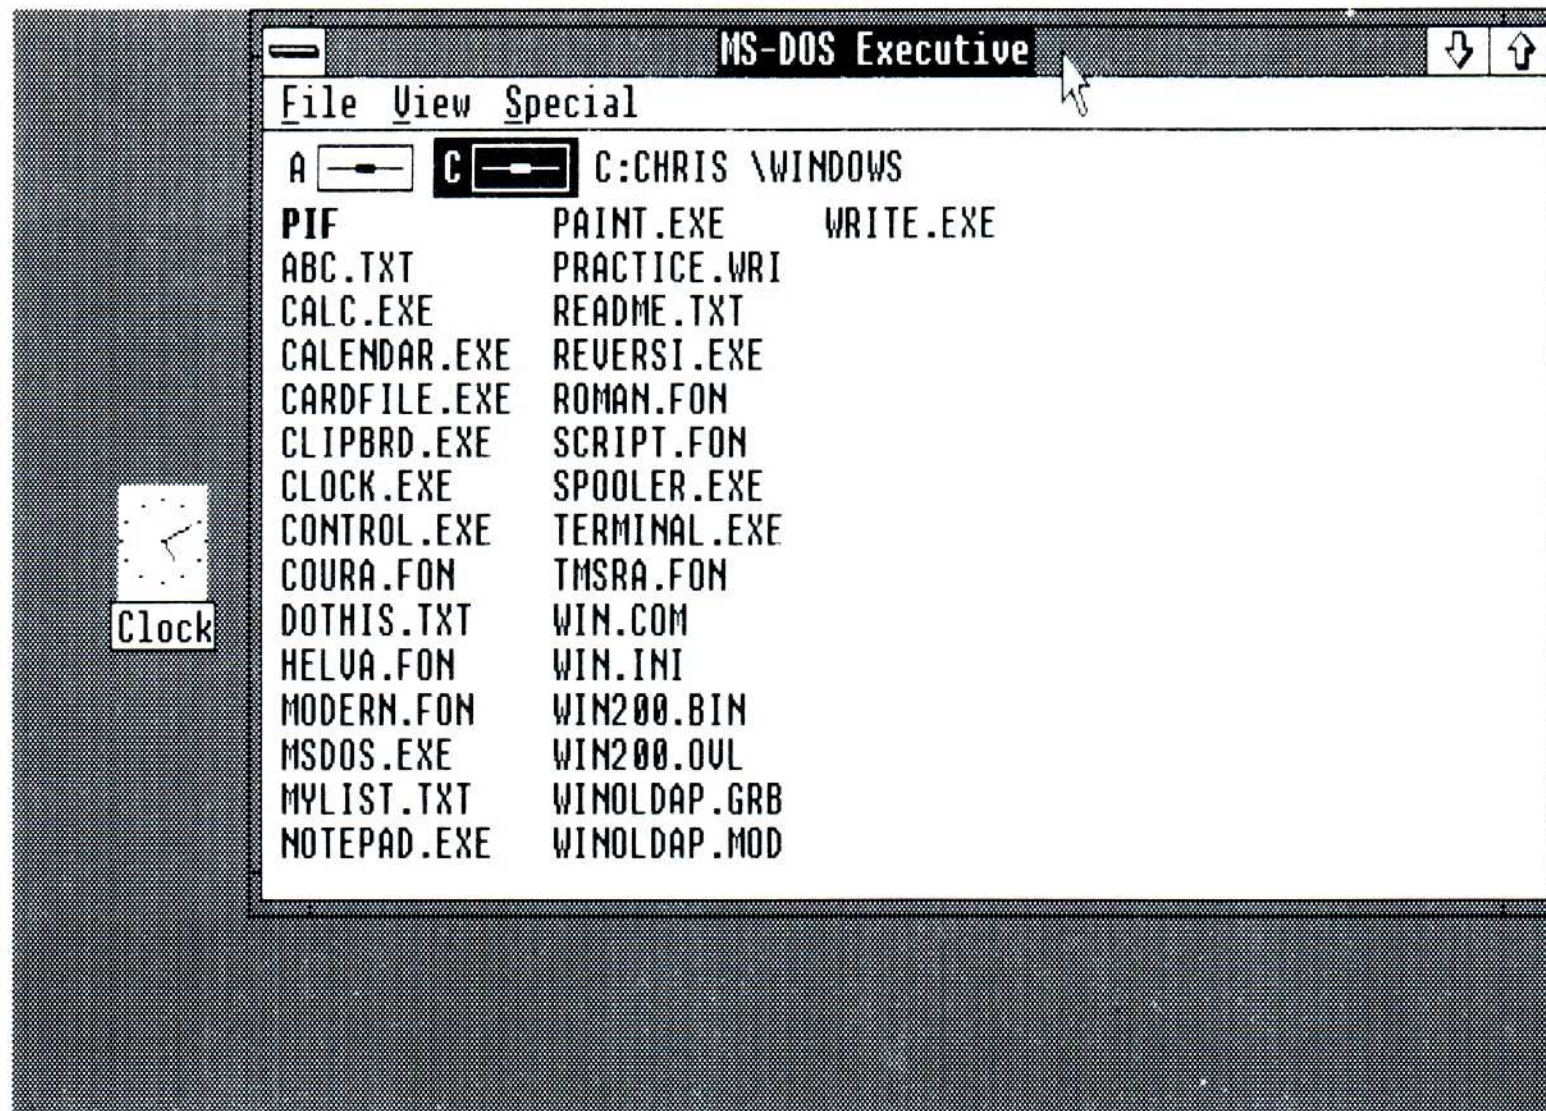 MS-DOS Executive
File View Special
A C C:CHRIS \WINDOWS
PIF PAINT.EXE WRITE.EXE
ABC.TXT PRACTICE.WRI
CALC.EXE README.TXT
CALENDAR.EXE REVERSI.EXE
CARDFILE.EXE ROMAN.FON
CLIPBRD.EXE SCRIPT.FON
CLOCK.EXE SPOOLER.EXE
CONTROL.EXE TERMINAL.EXE
COURA.FON TMSRA.FON
DOTHIS.TXT WIN.COM
HELVA.FON WIN.INI
MODERN.FON WIN200.BIN
MSDOS.EXE WIN200.OVL
MYLIST.TXT WINOLDAP.GRB
NOTEPAD.EXE WINOLDAP.MOD
Clock